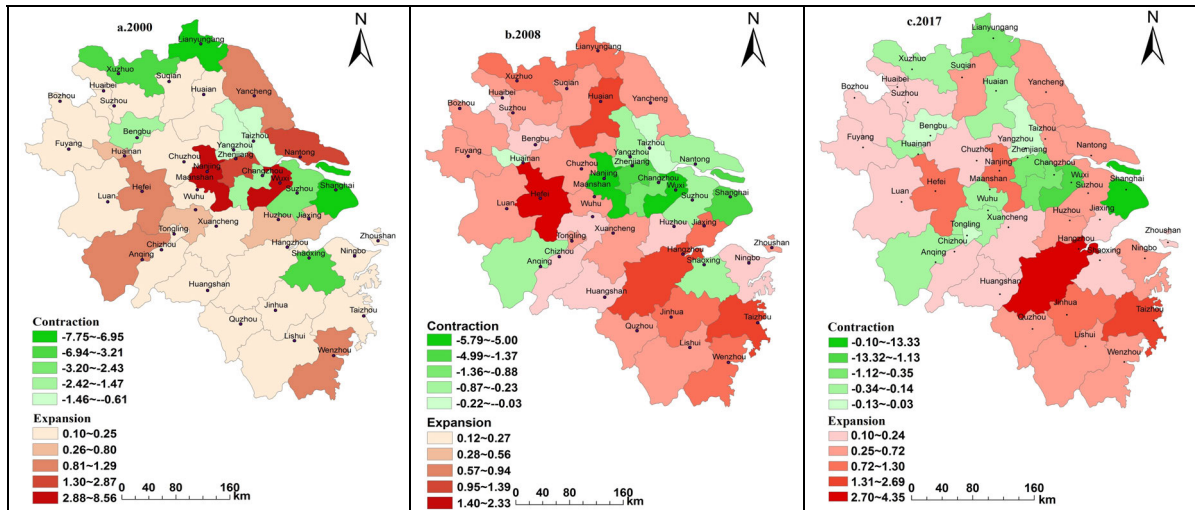 a.2000
N
Lianyungang
Xuzhuo
Suqian
Huaibei
Suzhou
Huaian
Bozhou
Yancheng
Bengbu
Fuyang
Huainan
Taizhou
Yangzhou
Zhenjiang
Chuzhou
Nantong
Nanjing
Hefei
Maanshan
Changzhou
Wuxi
Suzhou
Shanghai
Luan
Wuhu
Huzhou
Jiaxing
Xuancheng
Tongling
Chizhou
Anqing
Hangzhou
Zhoushan
Shaoxing
Ningbo
Huangshan
Jinhua
Quzhou
Taizhou
Lishui
Wenzhou
Contraction
-7.75~-6.95
-6.94~-3.21
-3.20~-2.43
-2.42~-1.47
-1.46~--0.61
Expansion
0.10~0.25
0.26~0.80
0.81~1.29
1.30~2.87
2.88~8.56
0 40 80 160
km
b.2008
N
Lianyungang
Xuzhuo
Suqian
Huaibei
Suzhou
Huaian
Bozhou
Yancheng
Bengbu
Fuyang
Huainan
Taizhou
Yangzhou
Zhenjiang
Chuzhou
Nantong
Nanjing
Hefei
Maanshan
Changzhou
Wuxi
Suzhou
Shanghai
Luan
Wuhu
Huzhou
Jiaxing
Xuancheng
Tongling
Chizhou
Anqing
Hangzhou
Zhoushan
Shaoxing
Ningbo
Huangshan
Jinhua
Quzhou
Taizhou
Lishui
Wenzhou
Contraction
-5.79~-5.00
-4.99~-1.37
-1.36~-0.88
-0.87~-0.23
-0.22~--0.03
Expansion
0.12~0.27
0.28~0.56
0.57~0.94
0.95~1.39
1.40~2.33
0 40 80 160
km
c.2017
N
Lianyungang
Xuzhuo
Suqian
Huaibei
Suzhou
Huaian
Bozhou
Yancheng
Bengbu
Fuyang
Huainan
Taizhou
Yangzhou
Zhenjiang
Chuzhou
Nantong
Nanjing
Hefei
Maanshan
Changzhou
Wuxi
Suzhou
Shanghai
Luan
Wuhu
Huzhou
Jiaxing
Xuancheng
Tongling
Chizhou
Anqing
Hangzhou
Zhoushan
Shaoxing
Ningbo
Huangshan
Jinhua
Quzhou
Taizhou
Lishui
Wenzhou
Contraction
-0.10~-13.33
-13.32~-1.13
-1.12~-0.35
-0.34~-0.14
-0.13~-0.03
Expansion
0.10~0.24
0.25~0.72
0.72~1.30
1.31~2.69
2.70~4.35
0 40 80 160
km